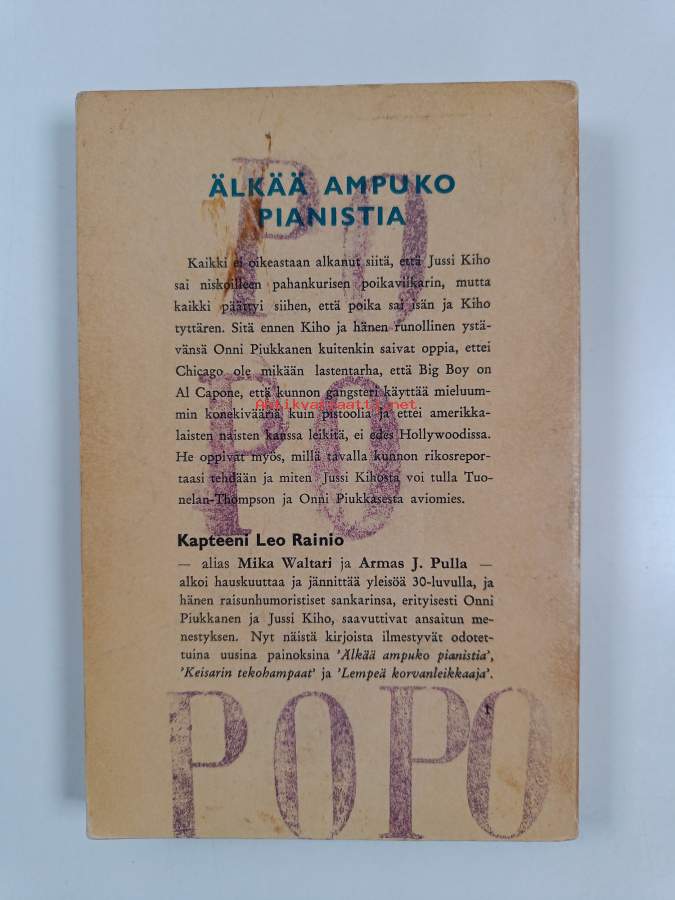 ÄLKÄÄ AMPUKO
PIANISTIA
Kaikki ei oikeastaan alkanut siitä, että Jussi Kiho
sai niskoilleen pahankurisen poikaviikarin, mutta
kaikki päättyi siihen, että poika sai isän ja Kiho
tyttären. Sitä ennen Kiho ja hänen runollinen ystä-
vänsä Onni Piukkanen kuitenkin saivat oppia, ettei
Chicago ole mikään lastentarha, että Big Boy on
Al Capone, että kunnon gangsteri käyttää mieluum-
min konekivääriä kuin pistoolia ja ettei amerikka-
Antikvariaatti.net
laisten naisten kanssa leikitä, ei edes Hollywoodissa.
He oppivat myös, millä tavalla kunnon rikosrepor-
taasi tehdään ja miten Jussi Kihosta voi tulla Tuo-
nelan-Thompson ja Onni Piukkasesta aviomies.
Kapteeni Leo Rainio
— alias Mika Waltari ja Armas J. Pulla —
alkoi hauskuuttaa ja jännittää yleisöä 30-luvulla, ja
hänen raisunhumoristiset sankarinsa, erityisesti Onni
Piukkanen ja Jussi Kiho, saavuttivat ansaitun me-
nestyksen. Nyt näistä kirjoista ilmestyvät odotet-
tuina uusina painoksina 'Älkää ampuko pianistia',
'Keisarin tekohampaat' ja 'Lempeä korvanleikkaaja'.
1
PO
PO
POPO